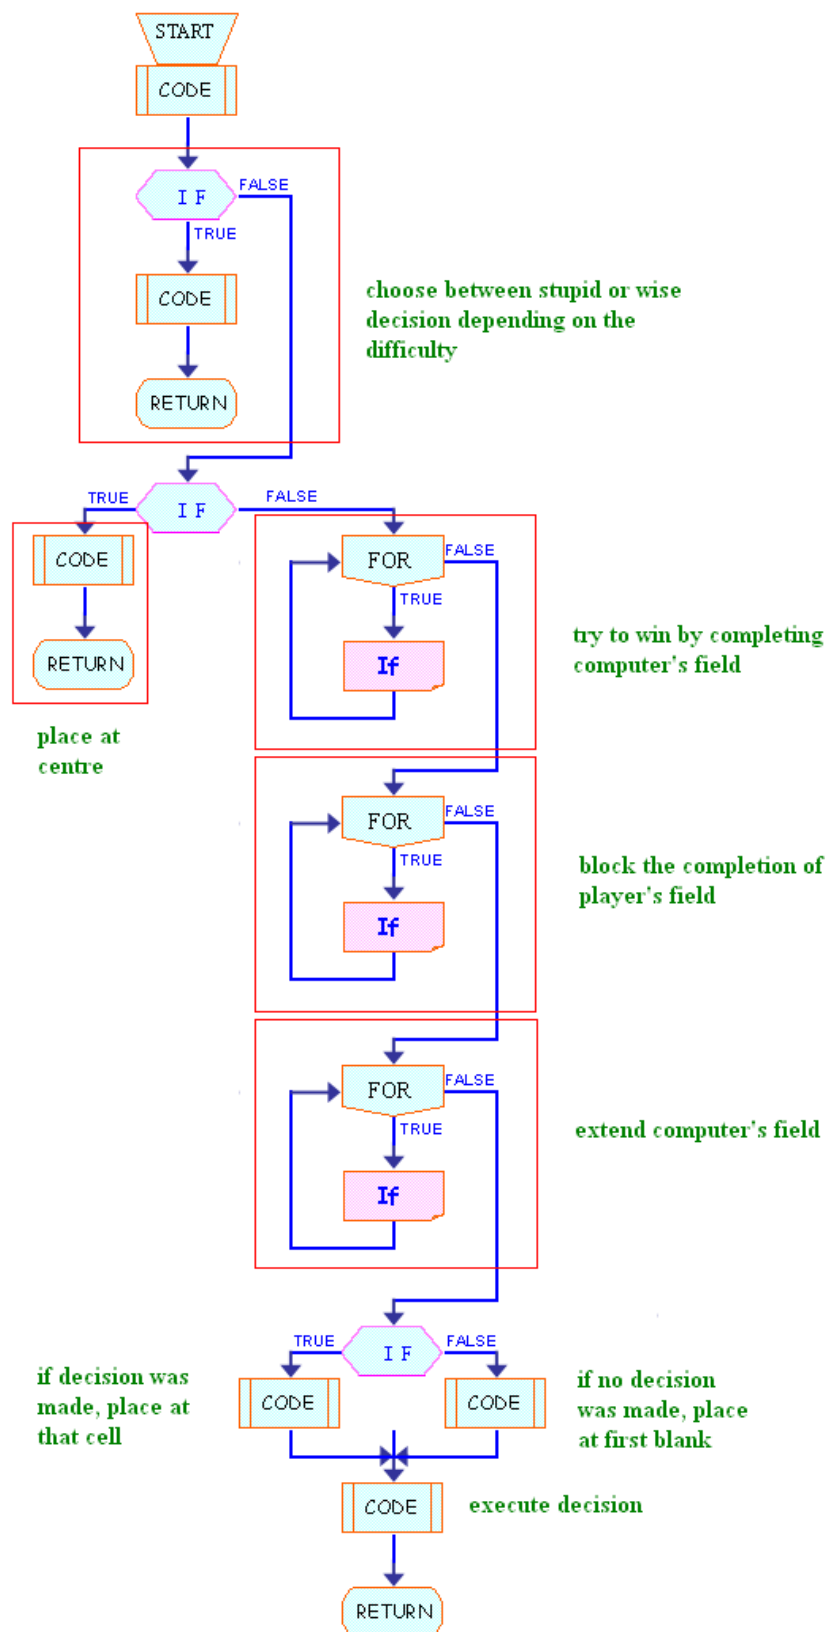 START
CODE
IF
FALSE
TRUE
CODE
choose between stupid or wise
decision depending on the
difficulty
RETURN
TRUE
IF
FALSE
CODE
RETURN
place at
centre
FOR
FALSE
TRUE
If
try to win by completing
computer's field
FOR
FALSE
TRUE
If
block the completion of
player's field
FOR
FALSE
TRUE
If
extend computer's field
TRUE
IF
FALSE
if decision was
made, place at
that cell
CODE
CODE
if no decision
was made, place
at first blank
CODE
execute decision
RETURN